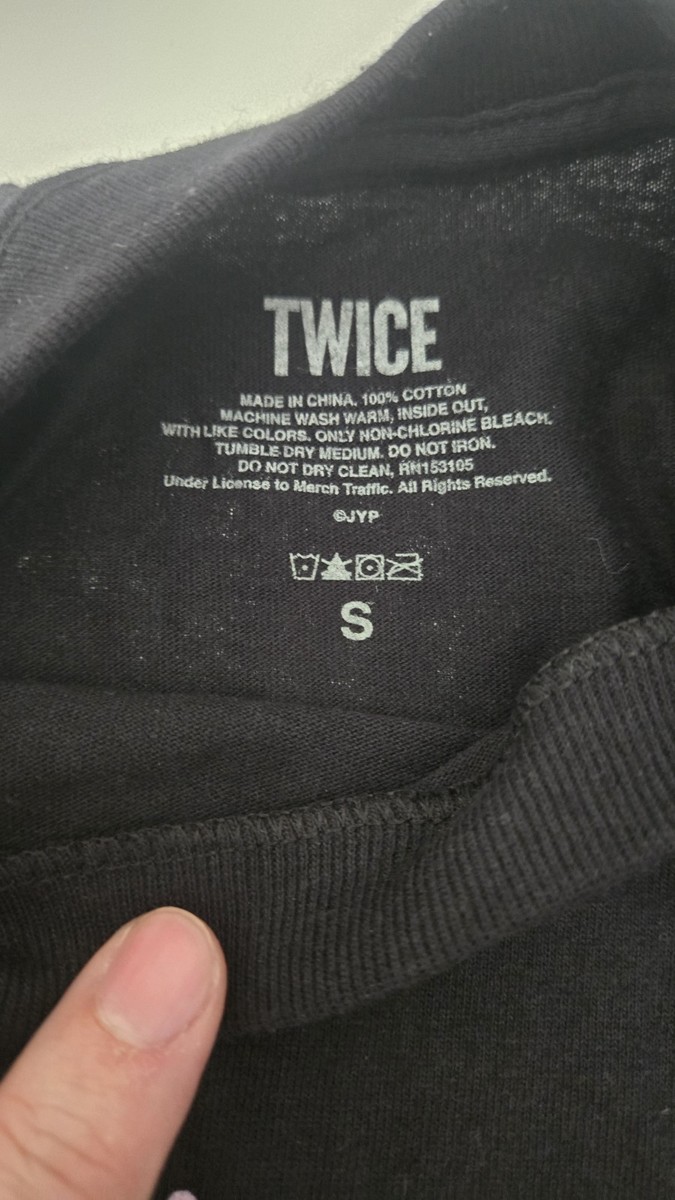 TWICE
MADE IN CHINA. 100% COTTON
MACHINE WASH WARM, INSIDE OUT,
WITH LIKE COLORS. ONLY NON-CHLORINE BLEACH.
TUMBLE DRY MEDIUM. DO NOT IRON.
DO NOT DRY CLEAN, RN153105
Under License to Merch Traffic. All Rights Reserved.
©JYP
S